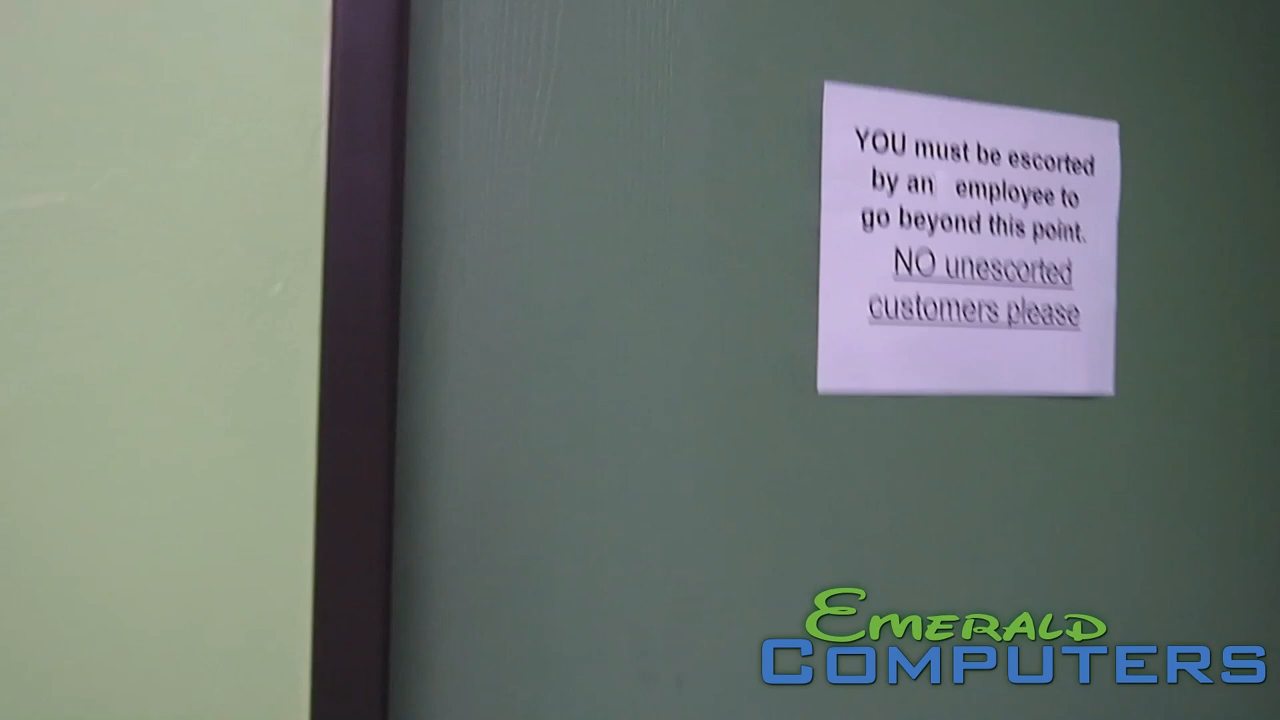 YOU must be escorted
by an employee to
go beyond this point.
NO unescorted
customers please
EMERALD
COMPUTERS